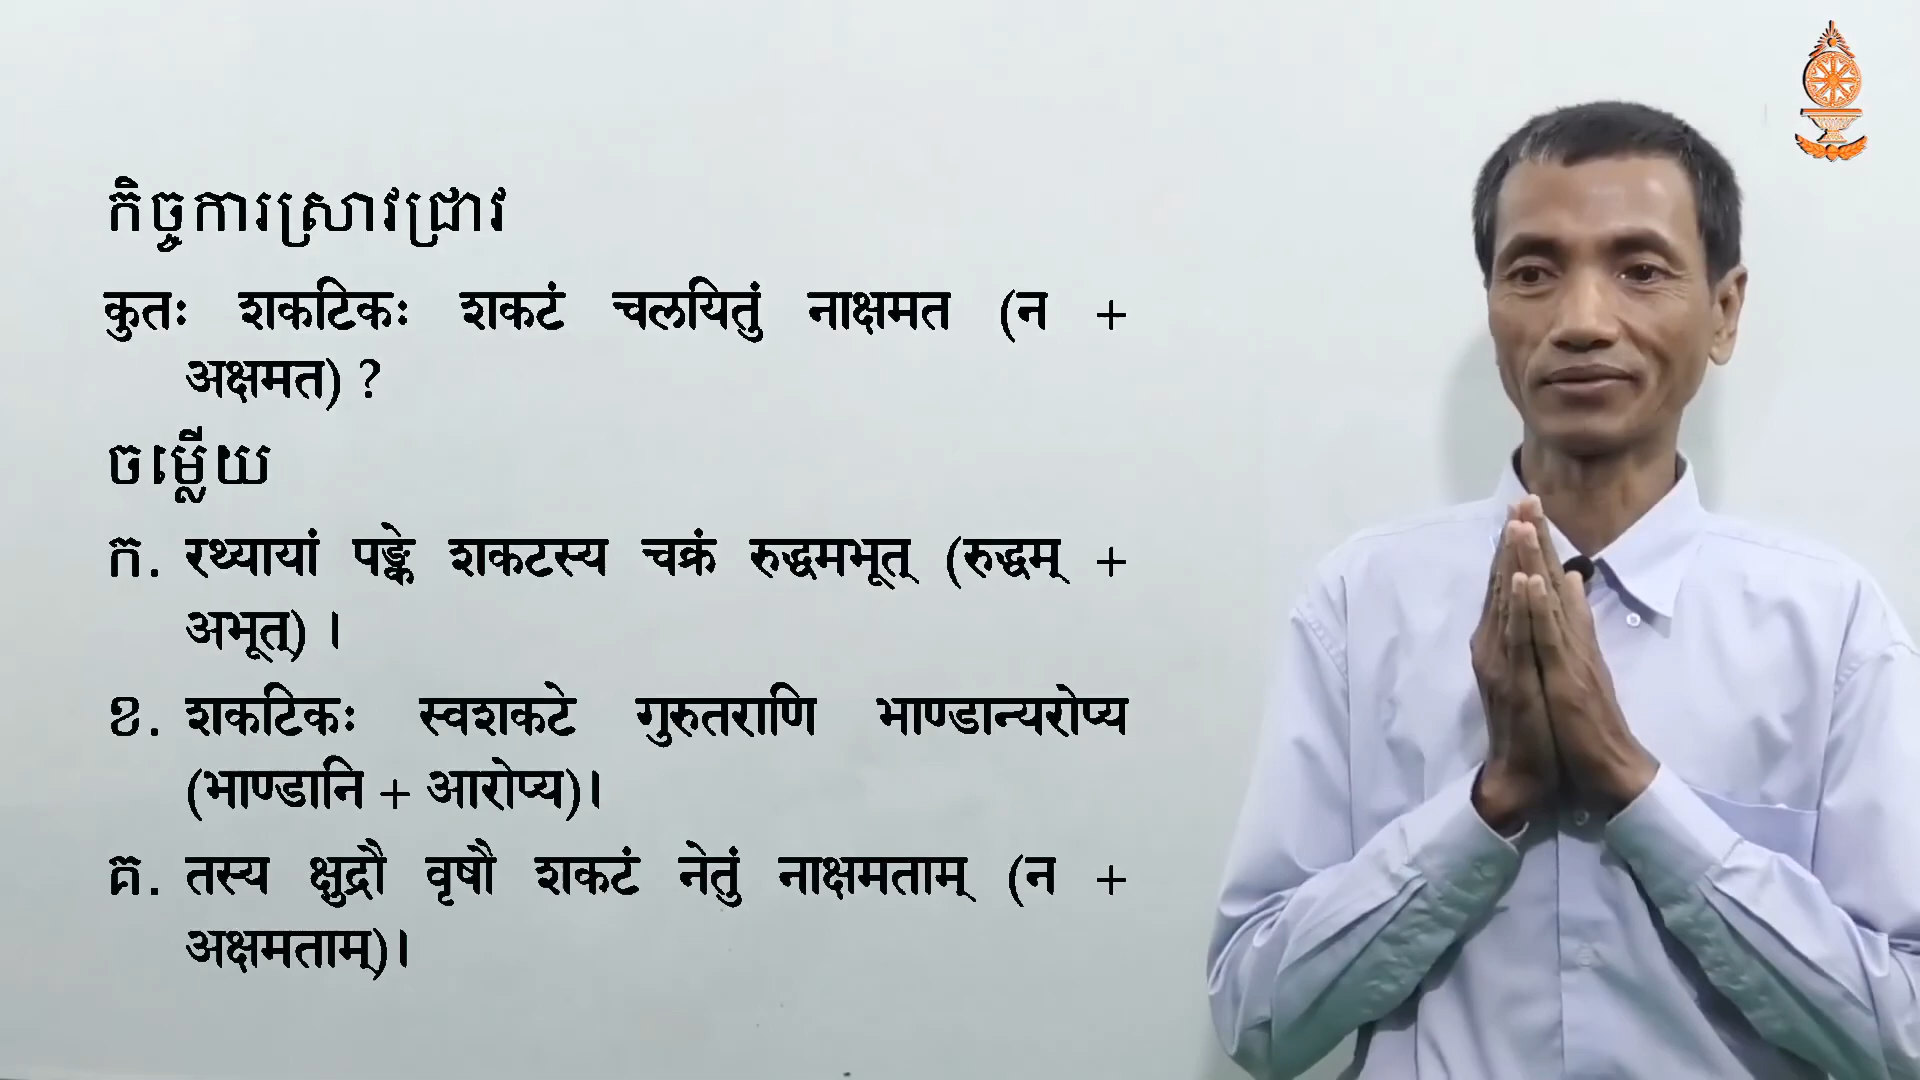 កិច្ចការស្រាវជ្រាវ
कुतः शकटिकः शकटं चलयितुं नाक्षमत (न +
अक्षमत) ?
ចម្លើយ
ក. रथ्यायां पङ्के शकटस्य चक्रं रुद्धमभूत् (रुद्धम् +
अभूत्) ।
ខ. शकटिकः स्वशकटे गुरुतराणि भाण्डान्यरोप्य
(भाण्डानि + आरोप्य)।
គ. तस्य क्षुद्रौ वृषौ शकटं नेतुं नाक्षमताम् (न +
अक्षमताम्)।